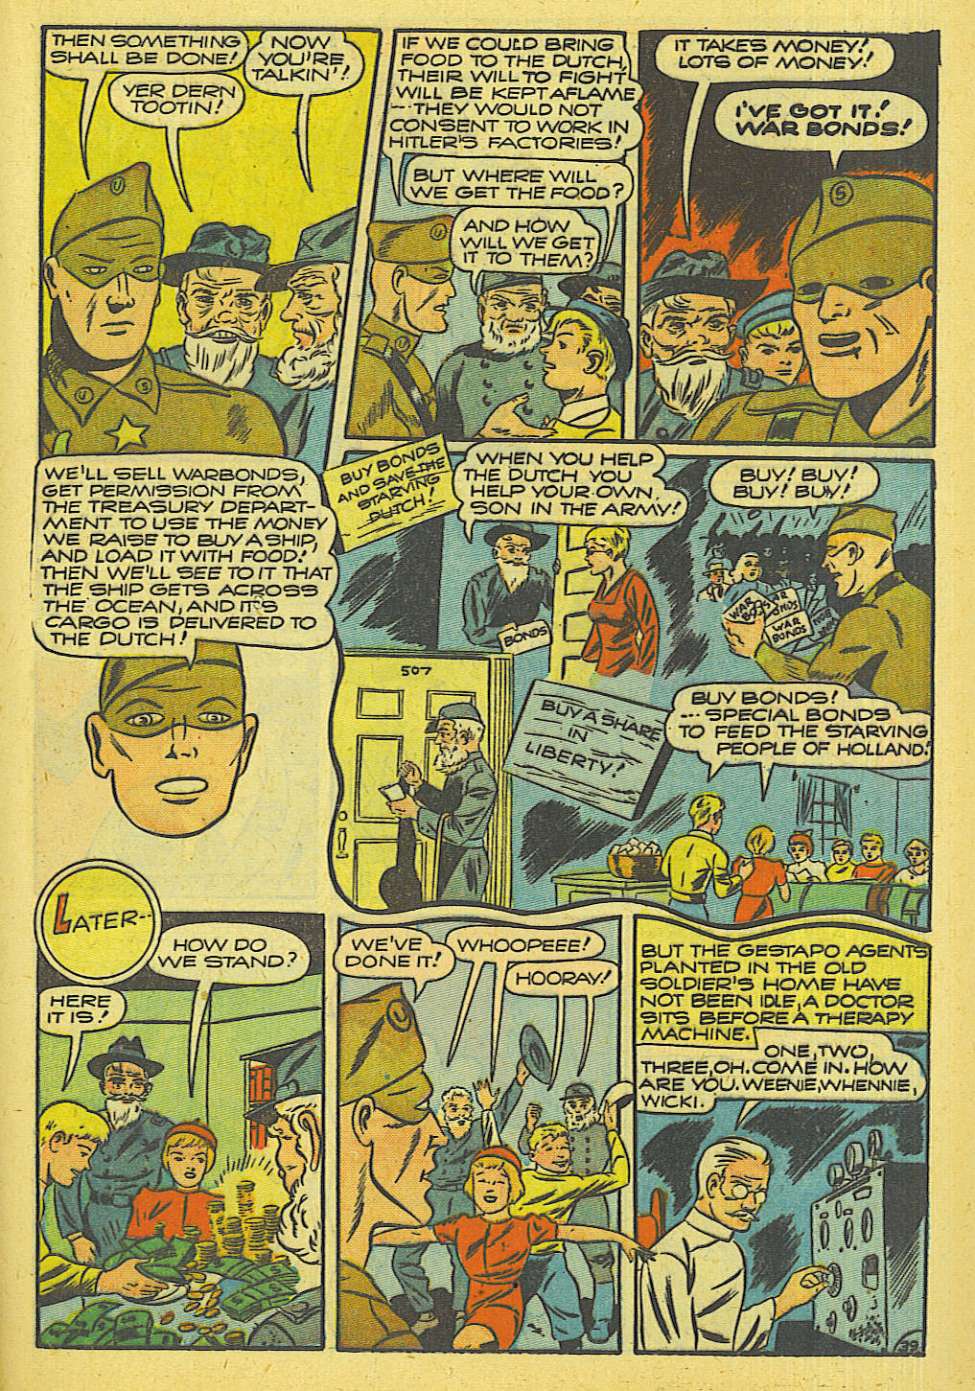 THEN SOMETHING
SHALL BE DONE!
YER DERN
TOOTIN'!
NOW
YOU'RE
TALKIN'!
U
U S
IF WE COULD BRING
FOOD TO THE DUTCH,
THEIR WILL TO FIGHT
WILL BE KEPT AFLAME
--- THEY WOULD NOT
CONSENT TO WORK IN
HITLER'S FACTORIES!
BUT WHERE WILL
WE GET THE FOOD?
AND HOW
WILL WE GET
IT TO THEM?
U
IT TAKES MONEY!
LOTS OF MONEY!
I'VE GOT IT!
WAR BONDS!
S
WE'LL SELL WARBONDS,
GET PERMISSION FROM
THE TREASURY DEPART-
MENT TO USE THE MONEY
WE RAISE TO BUY A SHIP,
AND LOAD IT WITH FOOD!
THEN WE'LL SEE TO IT THAT
THE SHIP GETS ACROSS
THE OCEAN, AND IT'S
CARGO IS DELIVERED TO
THE DUTCH!
BUY BONDS
AND SAVE THE
STARVING
DUTCH!
WHEN YOU HELP
THE DUTCH YOU
HELP YOUR OWN
SON IN THE ARMY!
BONDS
BUY! BUY!
BUY! BUY!
WAR
BONDS
WAR
BONDS
507
BUY A SHARE
IN
LIBERTY!
BUY BONDS!
--- SPECIAL BONDS
TO FEED THE STARVING
PEOPLE OF HOLLAND!
LATER--
HERE
IT IS!
HOW DO
WE STAND?
WE'VE
DONE IT!
WHOOPEEE!
HOORAY!
U
BUT THE GESTAPO AGENTS
PLANTED IN THE OLD
SOLDIER'S HOME HAVE
NOT BEEN IDLE, A DOCTOR
SITS BEFORE A THERAPY
MACHINE.
ONE, TWO,
THREE, OH. COME IN. HOW
ARE YOU. WEENIE, WHENNIE,
WICKI.
39